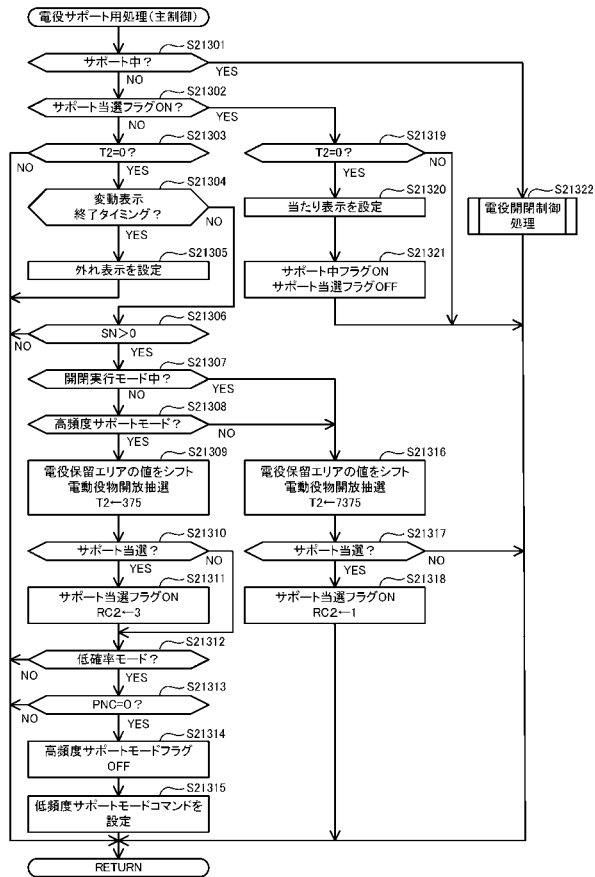 電役サポート用処理(主制御)
S21301
サポート中?
YES
NO
S21302
サポート当選フラグON?
YES
NO
S21303
T2=0?
NO
YES
S21304
変動表示
終了タイミング?
NO
YES
S21305
外れ表示を設定
S21306
SN>0
NO
YES
S21307
開閉実行モード中?
YES
NO
S21308
高頻度サポートモード?
NO
YES
S21309
電役保留エリアの値をシフト
電動役物開放抽選
T2←375
S21310
サポート当選?
NO
YES
S21311
サポート当選フラグON
RC2←3
S21312
低確率モード?
NO
YES
S21313
PNC=0?
NO
YES
S21314
高頻度サポートモードフラグ
OFF
S21315
低頻度サポートモードコマンドを
設定
RETURN
S21319
T2=0?
NO
YES
S21320
当たり表示を設定
S21321
サポート中フラグON
サポート当選フラグOFF
S21316
電役保留エリアの値をシフト
電動役物開放抽選
T2←7375
S21317
サポート当選?
NO
YES
S21318
サポート当選フラグON
RC2←1
S21322
電役開閉制御
処理